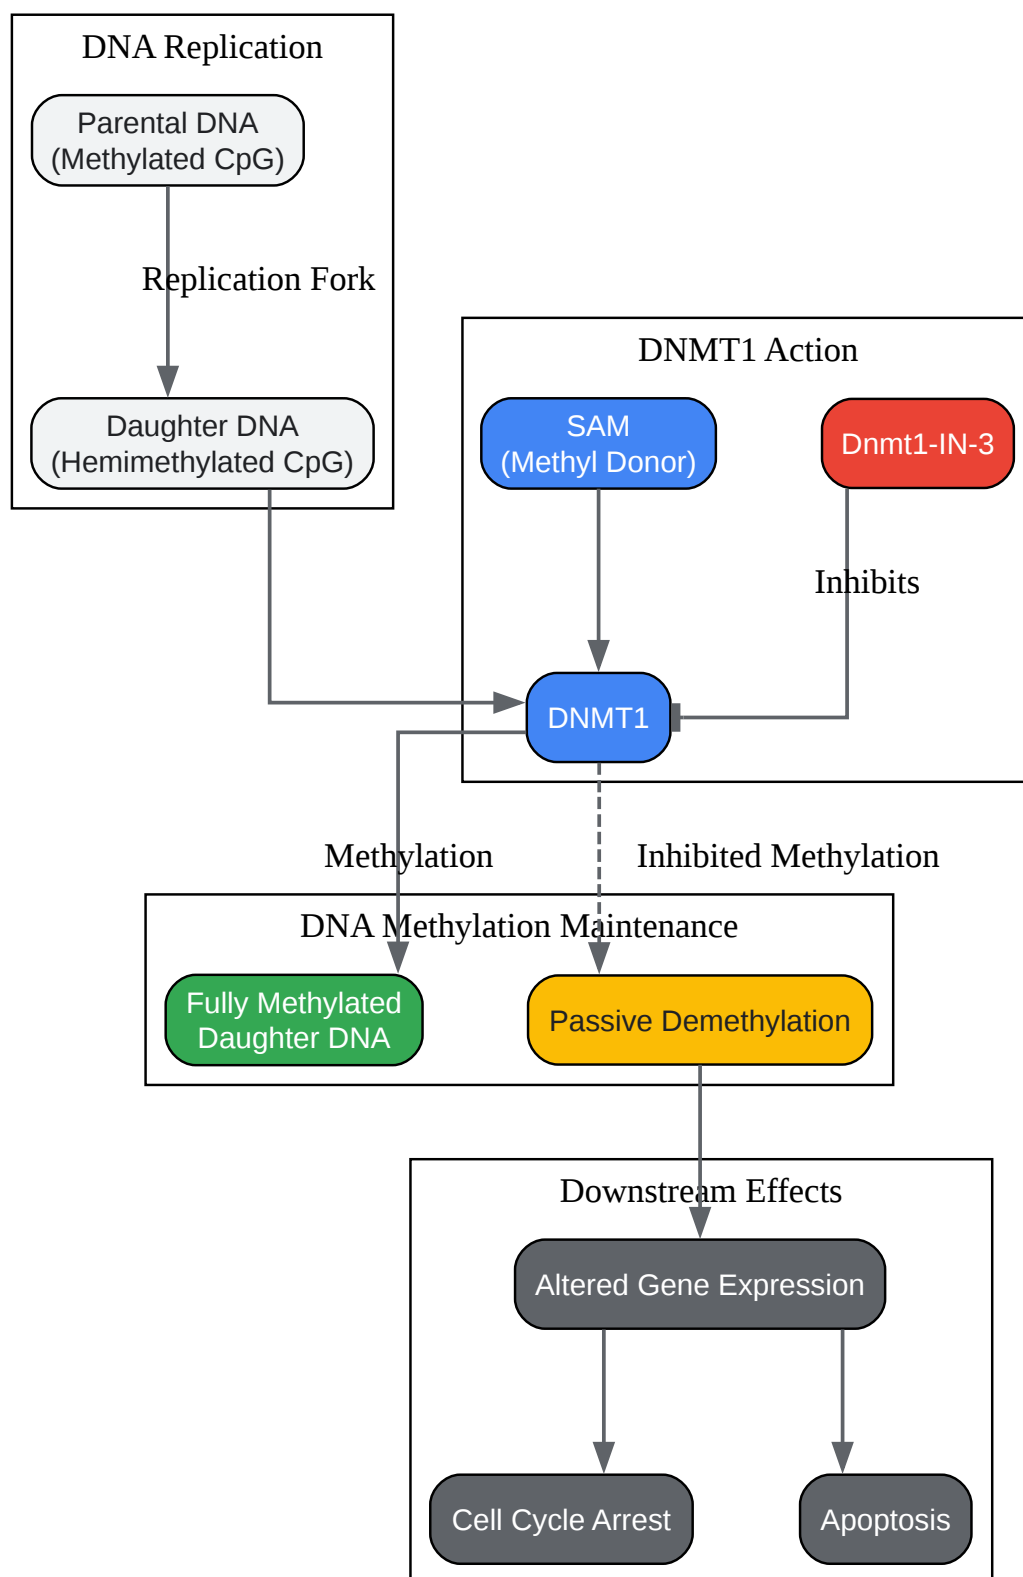 DNA Replication
Parental DNA
(Methylated CpG)
Replication Fork
Daughter DNA
(Hemimethylated CpG)
DNMT1 Action
SAM
(Methyl Donor)
Dnmt1-IN-3
Inhibits
DNMT1
Methylation
Inhibited Methylation
DNA Methylation Maintenance
Fully Methylated
Daughter DNA
Passive Demethylation
Downstream Effects
Altered Gene Expression
Cell Cycle Arrest
Apoptosis